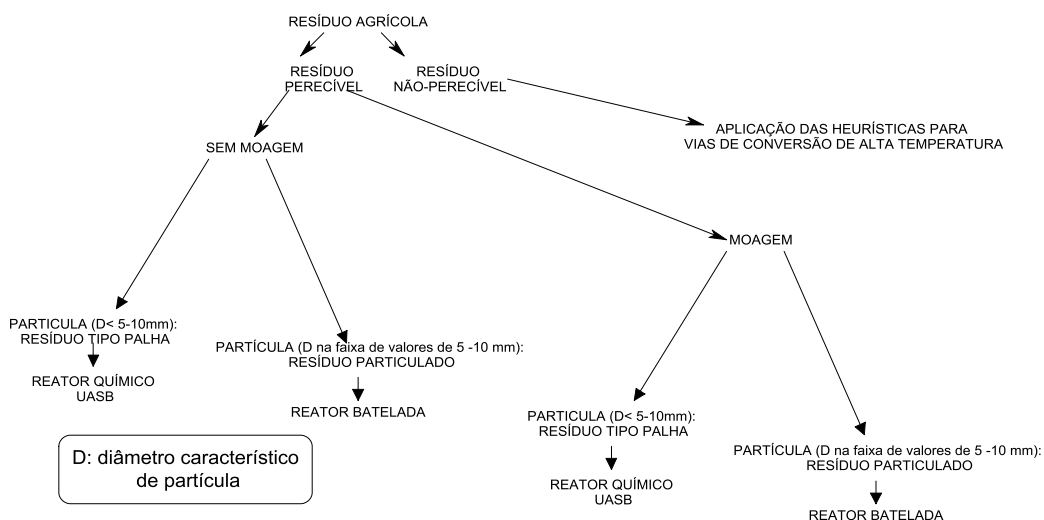 RESÍDUO AGRÍCOLA
RESÍDUO
PERECÍVEL
RESÍDUO
NÃO-PERECÍVEL
APLICAÇÃO DAS HEURÍSTICAS PARA
VIAS DE CONVERSÃO DE ALTA TEMPERATURA
SEM MOAGEM
MOAGEM
PARTICULA (D< 5-10mm):
RESÍDUO TIPO PALHA
REATOR QUÍMICO
UASB
PARTÍCULA (D na faixa de valores de 5 -10 mm):
RESÍDUO PARTICULADO
REATOR BATELADA
PARTICULA (D< 5-10mm):
RESÍDUO TIPO PALHA
REATOR QUÍMICO
UASB
PARTÍCULA (D na faixa de valores de 5 -10 mm):
RESÍDUO PARTICULADO
REATOR BATELADA
D: diâmetro característico
de partícula